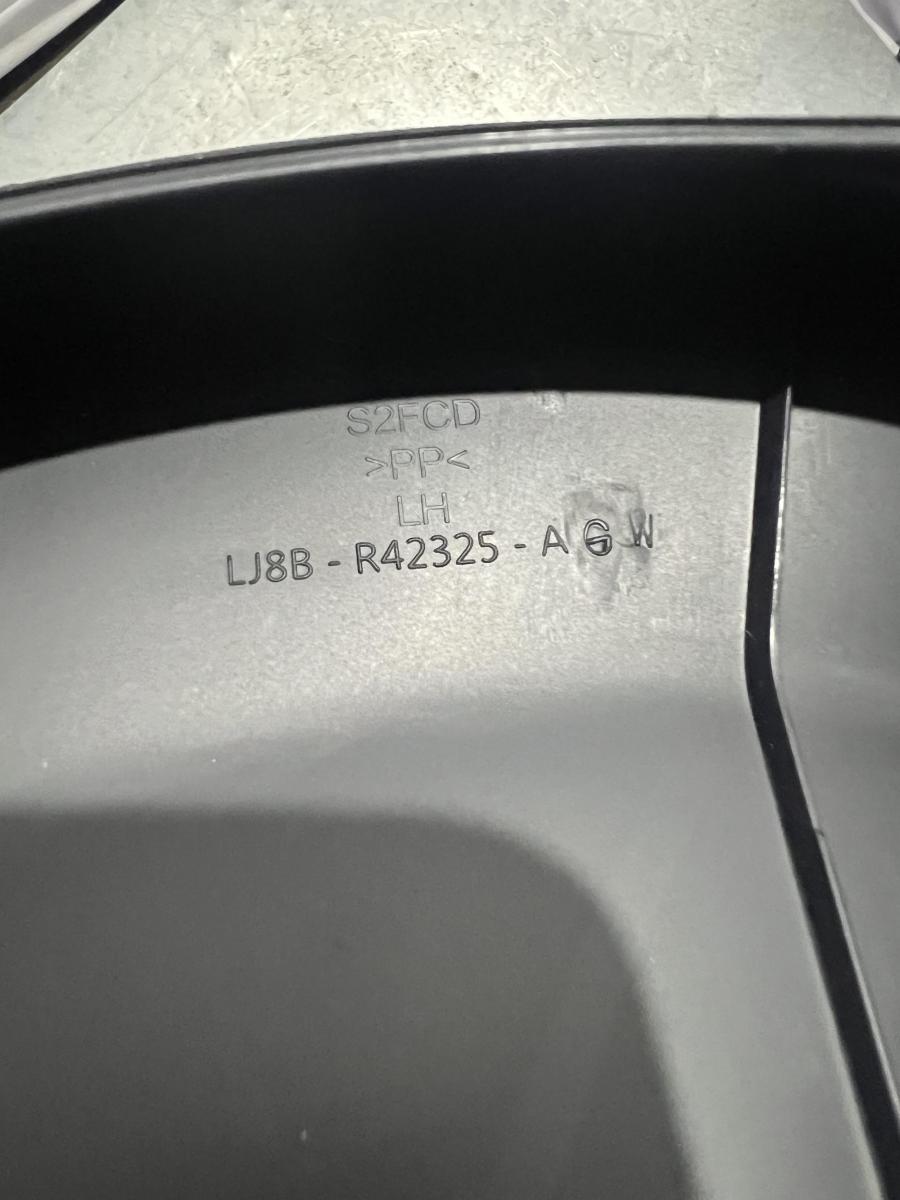 S2FCD
>PP<
LH
LJ8B - R42325 - A G W